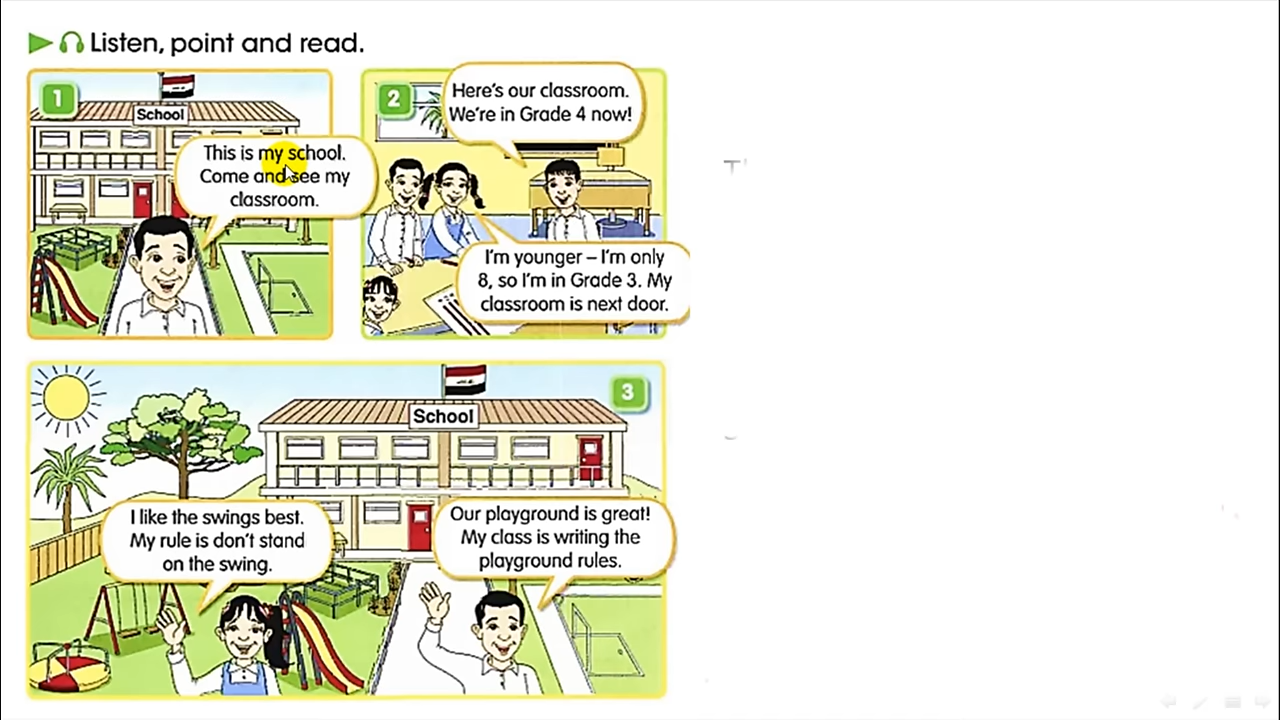 Listen, point and read.
1
School
This is my school.
Come and see my
classroom.
2
Here's our classroom.
We're in Grade 4 now!
I'm younger – I'm only
8, so I'm in Grade 3. My
classroom is next door.
3
School
I like the swings best.
My rule is don't stand
on the swing.
Our playground is great!
My class is writing the
playground rules.